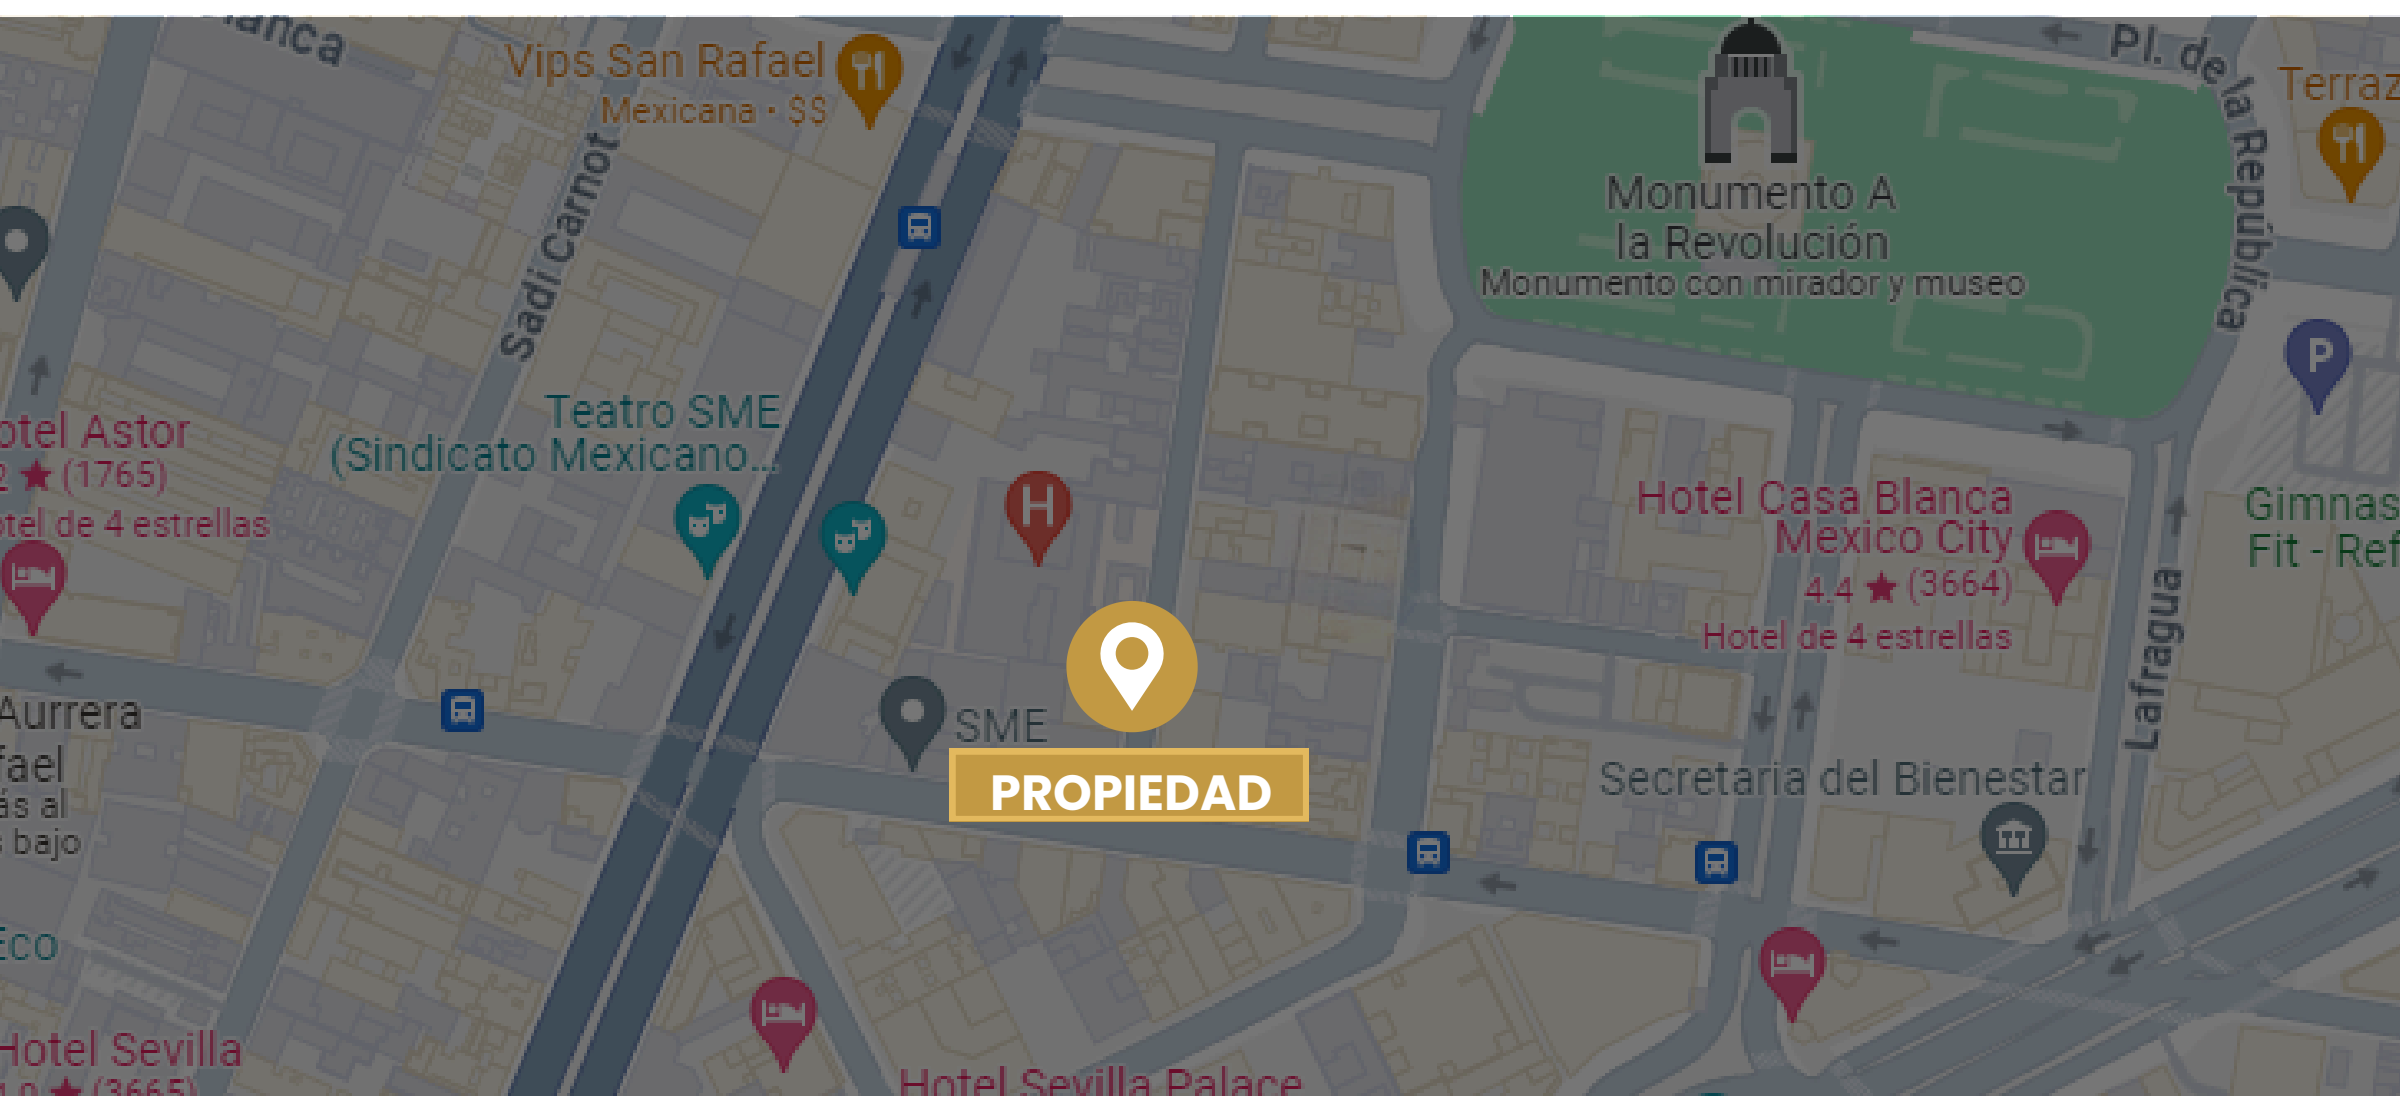 Vips San Rafael
Mexicana • $$
Sadi Carnot
Monumento A
la Revolución
Monumento con mirador y museo
Pl. de la República
Terraz
P
Teatro SME
(Sindicato Mexicano...
otel Astor
2 ★ (1765)
otel de 4 estrellas
H
Hotel Casa Blanca
Mexico City
4.4 ★ (3664)
Hotel de 4 estrellas
Gimnas
Fit - Ref
Lafragua
Aurrera
fael
ás al
s bajo
SME
PROPIEDAD
Secretaria del Bienestar
Eco
Hotel Sevilla
(3665)
Hotel Sevilla Palace